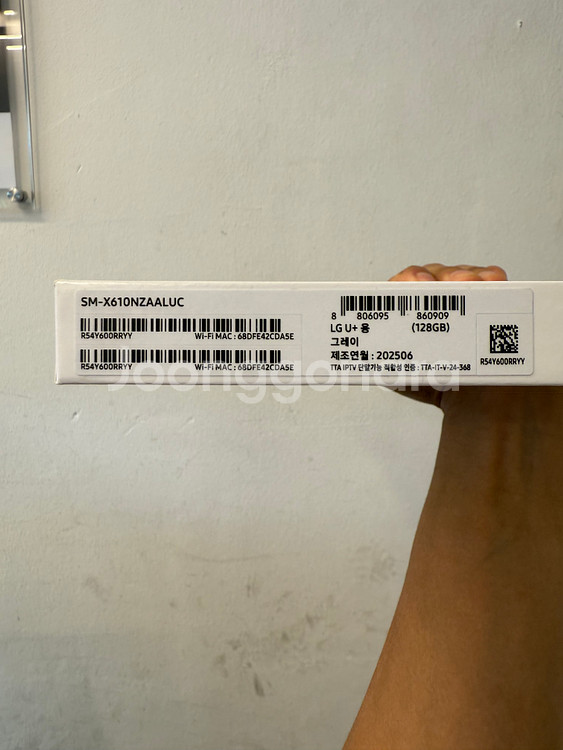 SM-X610NZAALUC
R54Y600RRYY Wi-Fi MAC : 68DFE42CDA5E
R54Y600RRYY Wi-Fi MAC : 68DFE42CDA5E
8 806095 860909
LG U+ 용 (128GB)
그레이
제조연월 : 202506
TTA IPTV 단말기능 적합성 인증 : TTA-IT-V-24-368
R54Y600RRYY
Joonggonara